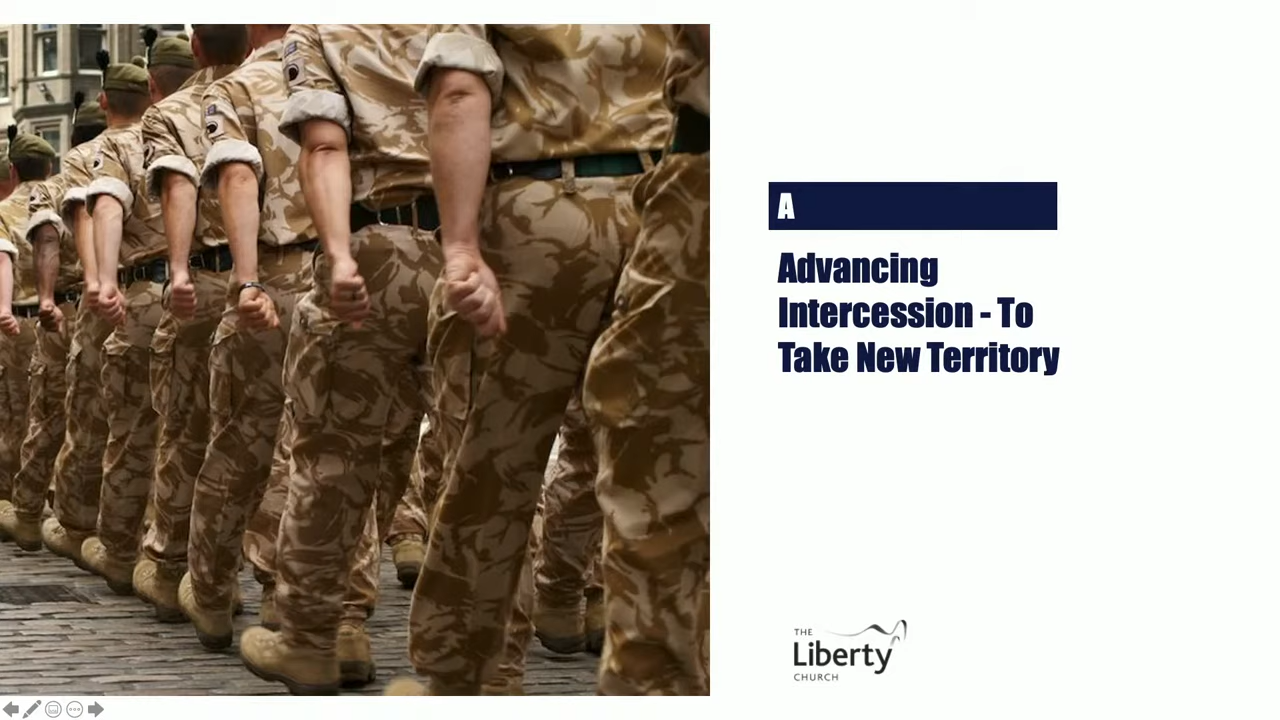 A
Advancing
Intercession - To
Take New Territory
THE
Liberty
CHURCH